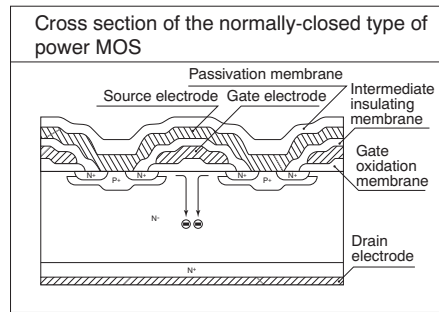 Cross section of the normally-closed type of
power MOS
Passivation membrane
Source electrode Gate electrode
Intermediate
insulating
membrane
Gate
oxidation
membrane
N+ N+ N+ N+
P+ P+
N-
Drain
electrode
N+